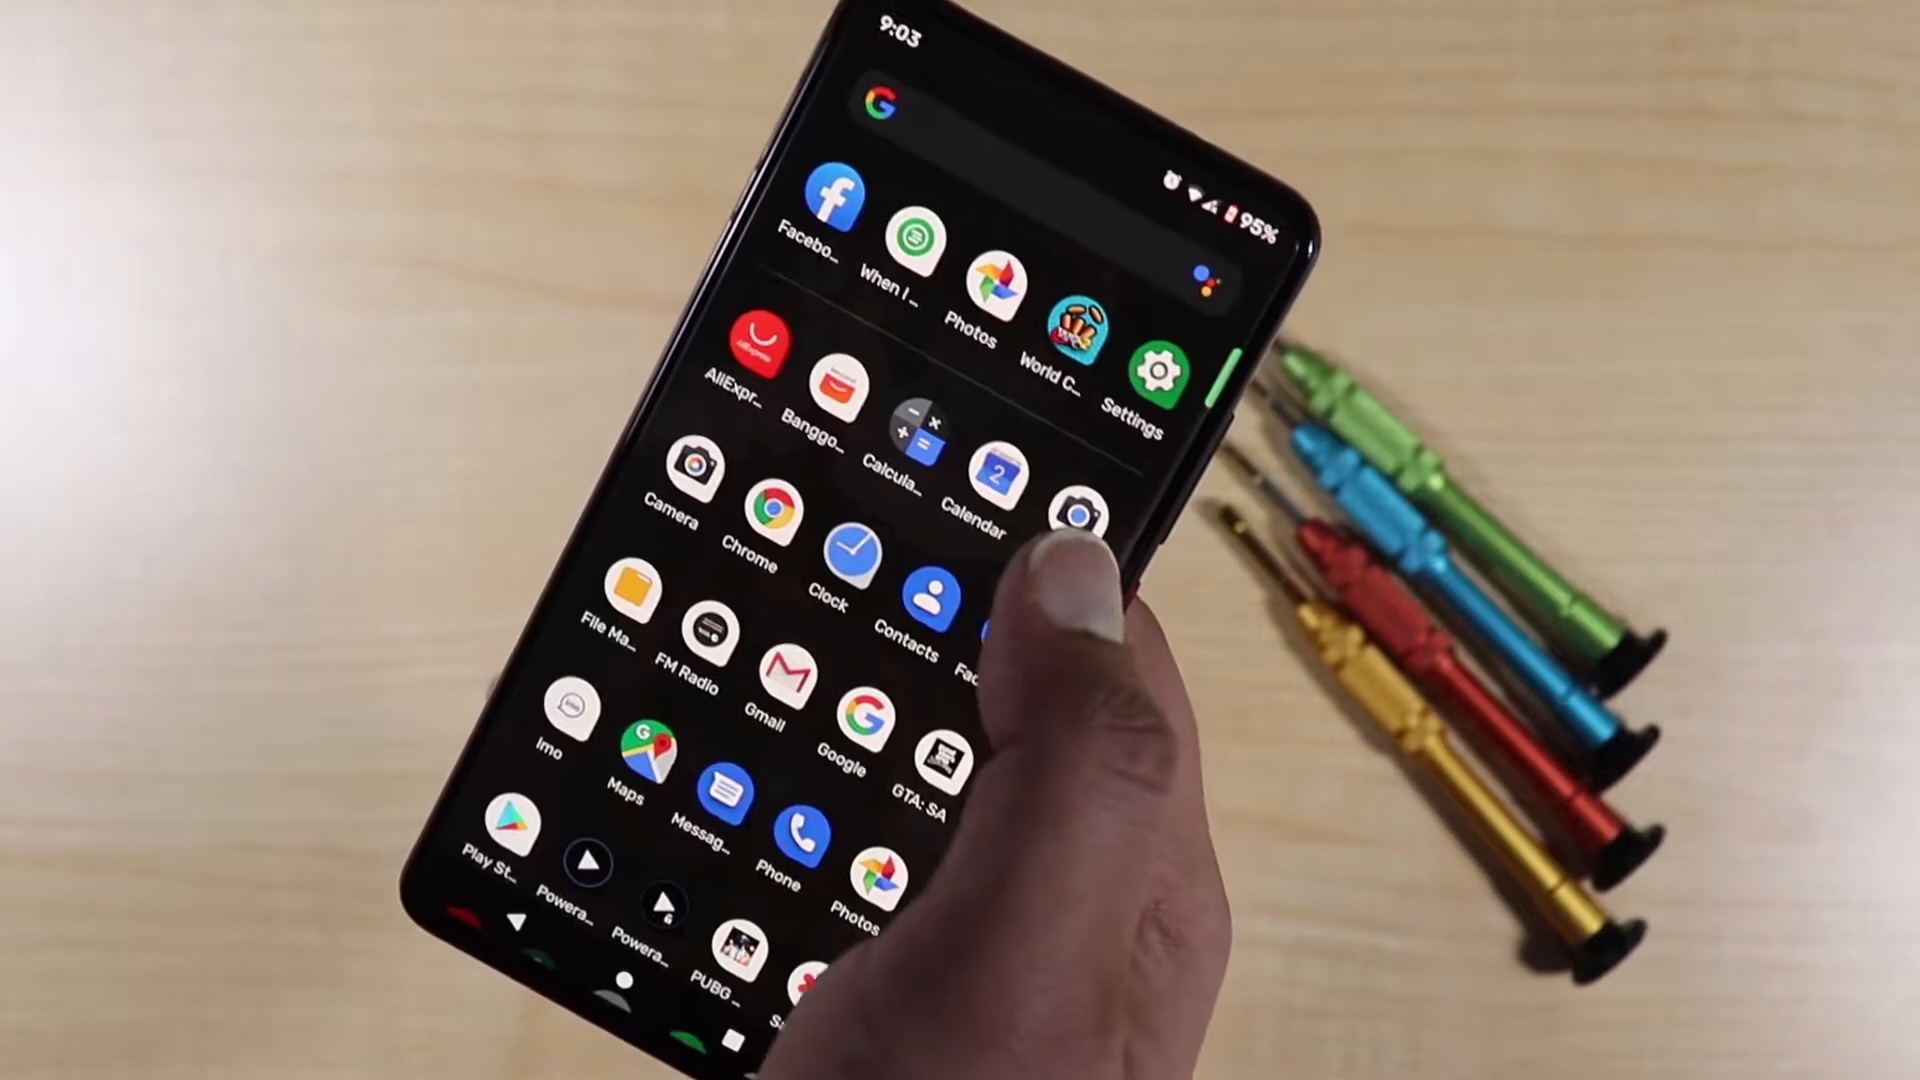 9:03
95%
Facebo...
When I ...
Photos
World C...
Settings
AliExpr...
Banggo...
Calcula...
Calendar
Camera
Chrome
Clock
Contacts
Fac
File Ma...
FM Radio
Gmail
Google
GTA: SA
imo
Maps
Messag...
Phone
Photos
Play St...
Powera...
Powera...
PUBG ...